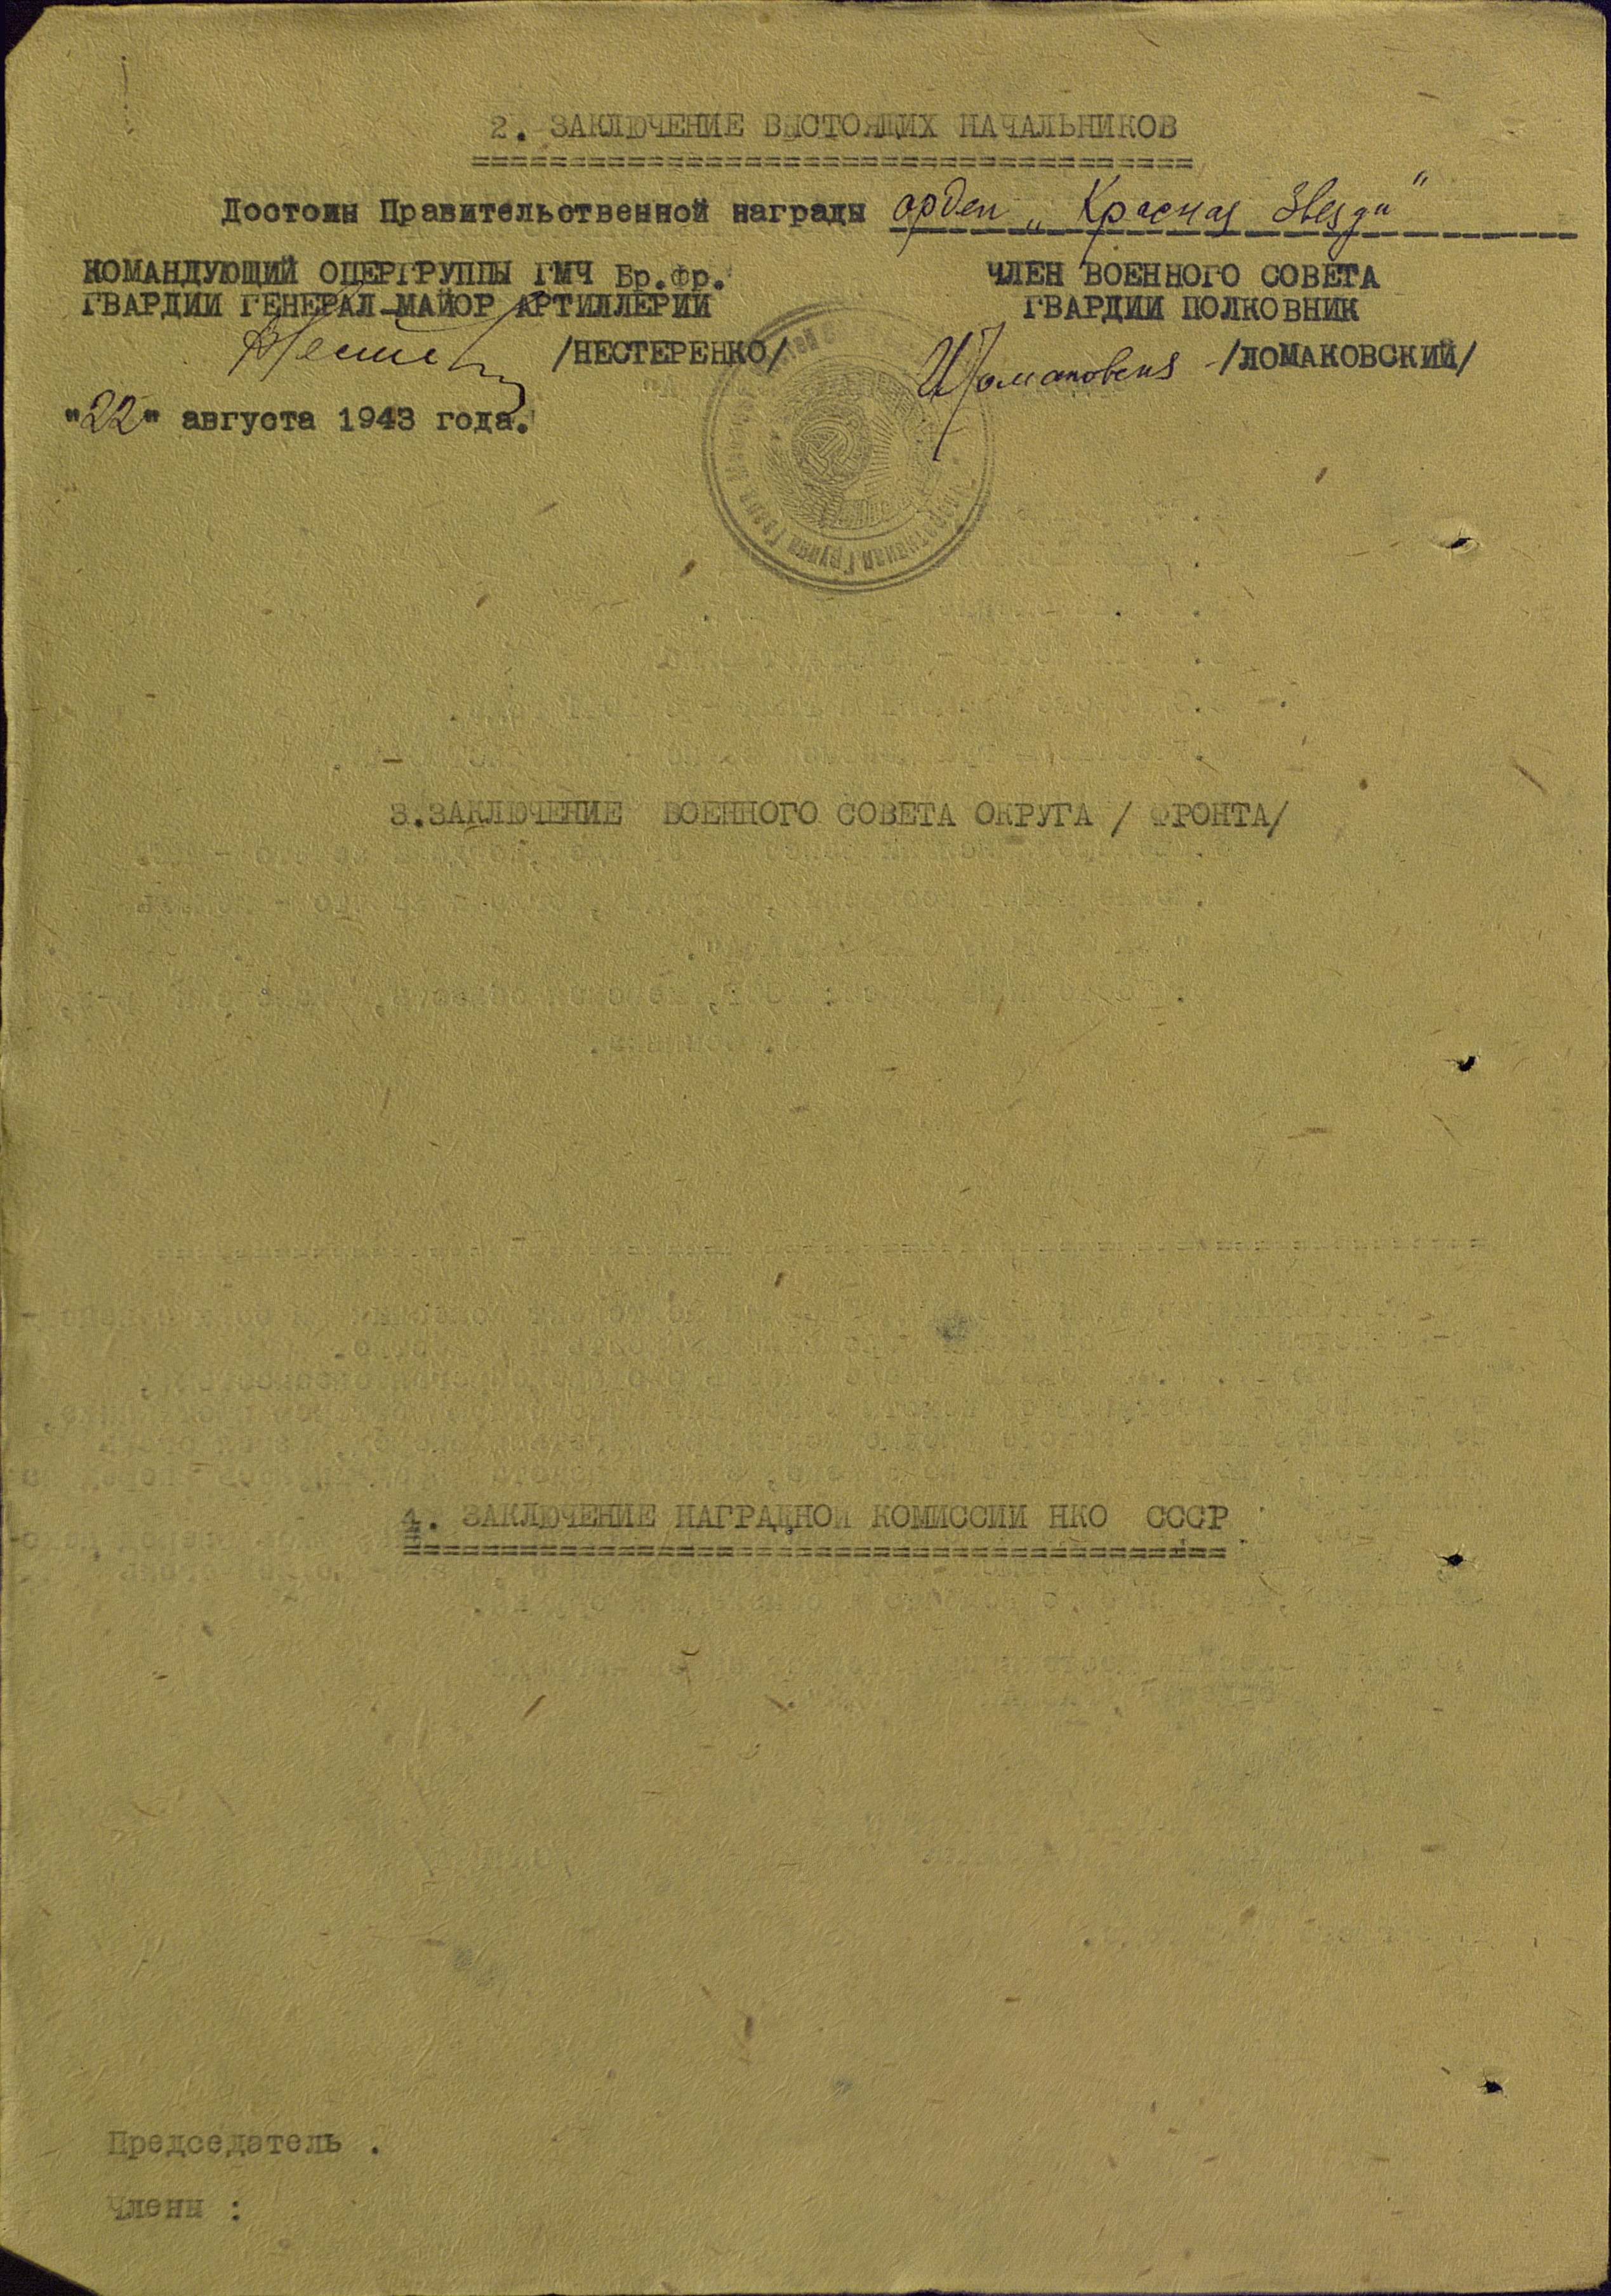 2. ЗАКЛЮЧЕНИЕ ВЫСТОЯЩИХ НАЧАЛЬНИКОВ
Достоин Правительственной награды орден „Красная Звезда"
КОМАНДУЮЩИЙ ОПЕРГРУППЫ ГМЧ Бр.Фр.
ГВАРДИИ ГЕНЕРАЛ-МАЙОР АРТИЛЛЕРИИ
/НЕСТЕРЕНКО/
"22" августа 1943 года.
ЧЛЕН ВОЕННОГО СОВЕТА
ГВАРДИИ ПОЛКОВНИК
/ЛОМАКОВСКИЙ/
3.ЗАКЛЮЧЕНИЕ ВОЕННОГО СОВЕТА ОКРУГА / ФРОНТА/
4. ЗАКЛЮЧЕНИЕ НАГРАДНОЙ КОМИССИИ НКО СССР
Председатель .
Члены :